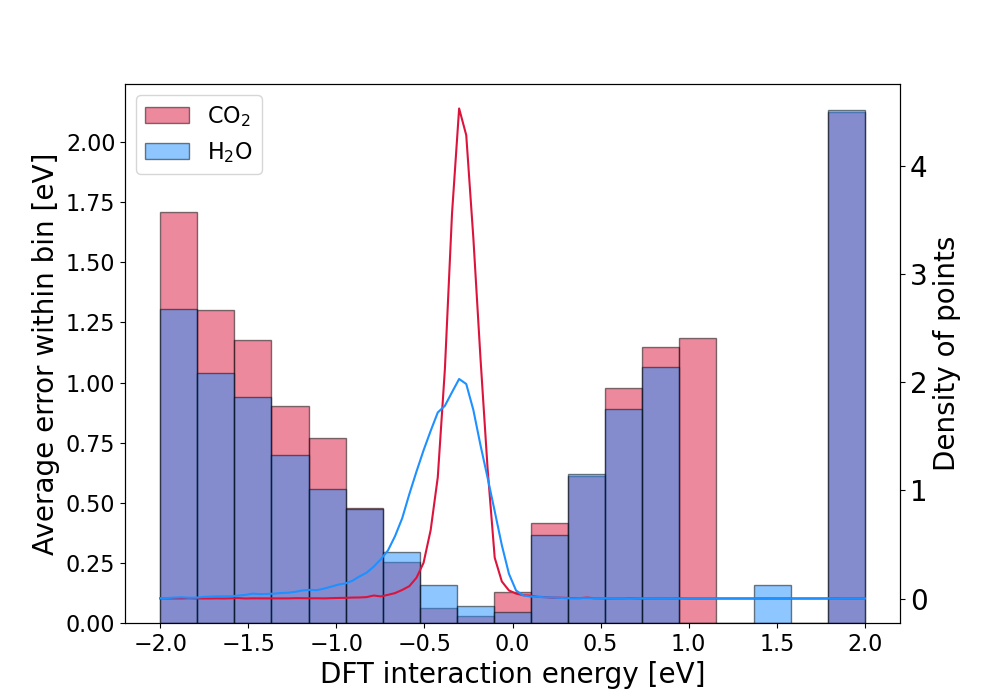 CO₂
H₂O
Average error within bin [eV]
2.00
1.75
1.50
1.25
1.00
0.75
0.50
0.25
0.00
−2.0 −1.5 −1.0 −0.5 0.0 0.5 1.0 1.5 2.0
DFT interaction energy [eV]
4
3
2
1
0
Density of points